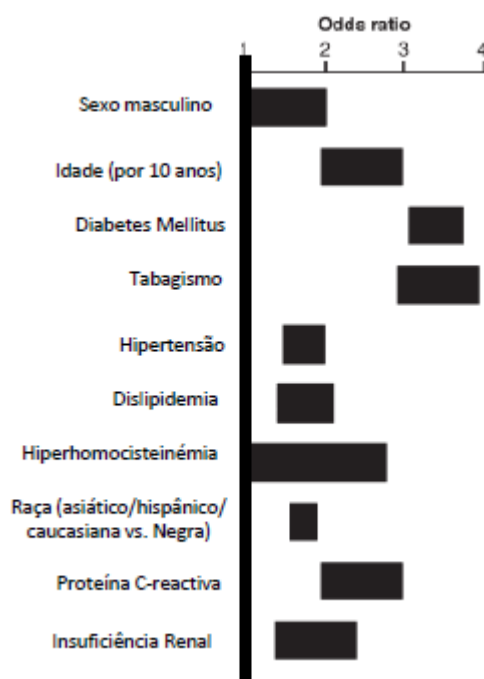 Odds ratio
1 2 3 4
Sexo masculino
Idade (por 10 anos)
Diabetes Mellitus
Tabagismo
Hipertensão
Dislipidemia
Hiperhomocisteinémia
Raça (asiático/hispânico/
caucasiana vs. Negra)
Proteína C-reactiva
Insuficiência Renal